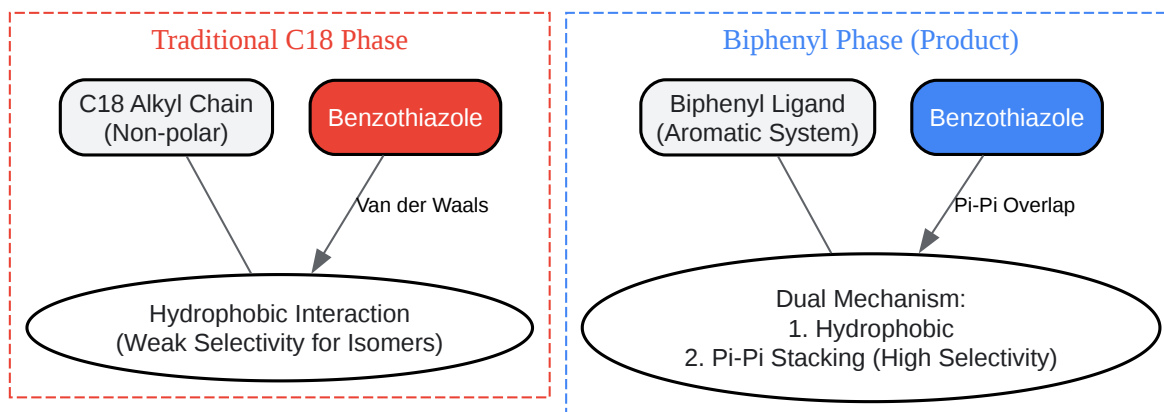 Traditional C18 Phase
C18 Alkyl Chain
(Non-polar)
Benzothiazole
Van der Waals
Hydrophobic Interaction
(Weak Selectivity for Isomers)
Biphenyl Phase (Product)
Biphenyl Ligand
(Aromatic System)
Benzothiazole
Pi-Pi Overlap
Dual Mechanism:
1. Hydrophobic
2. Pi-Pi Stacking (High Selectivity)